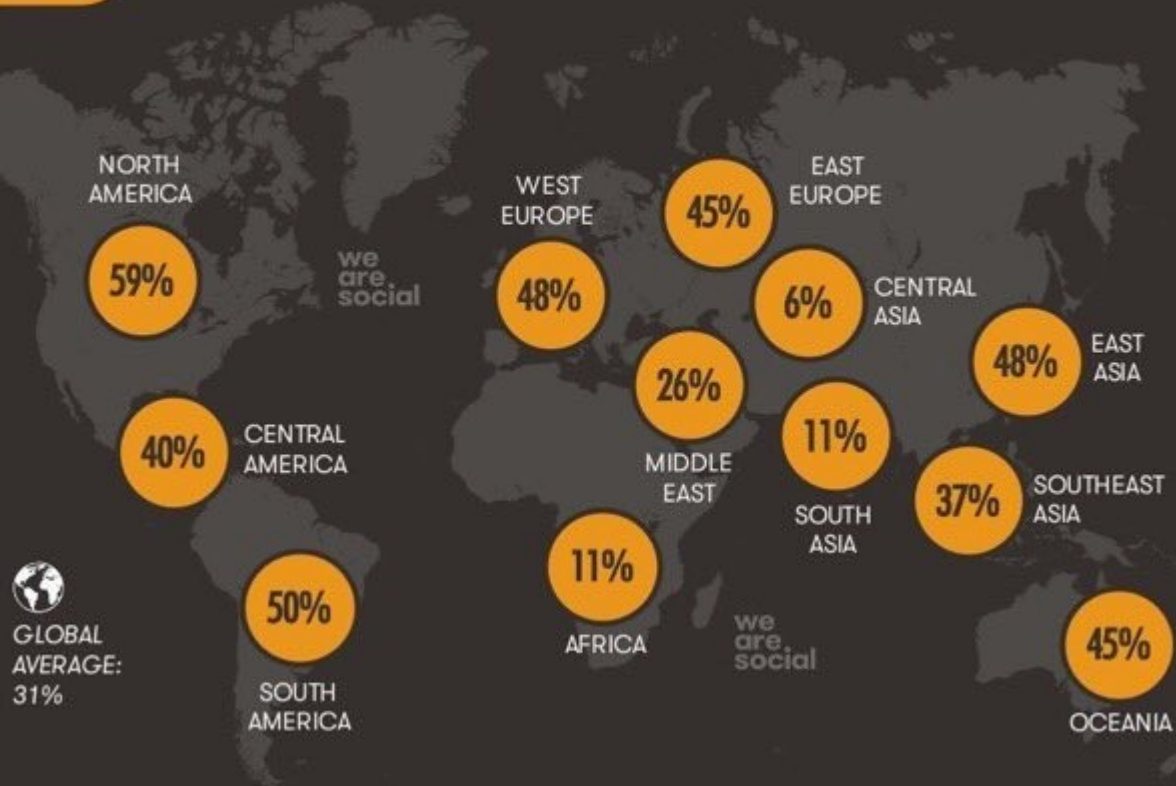 NORTH
AMERICA
59%
we
are.
social
WEST
EUROPE
48%
45%
EAST
EUROPE
6%
CENTRAL
ASIA
48%
EAST
ASIA
26%
MIDDLE
EAST
11%
SOUTH
ASIA
37%
SOUTHEAST
ASIA
40%
CENTRAL
AMERICA
50%
SOUTH
AMERICA
11%
AFRICA
we
are.
social
45%
OCEANIA
GLOBAL
AVERAGE:
31%